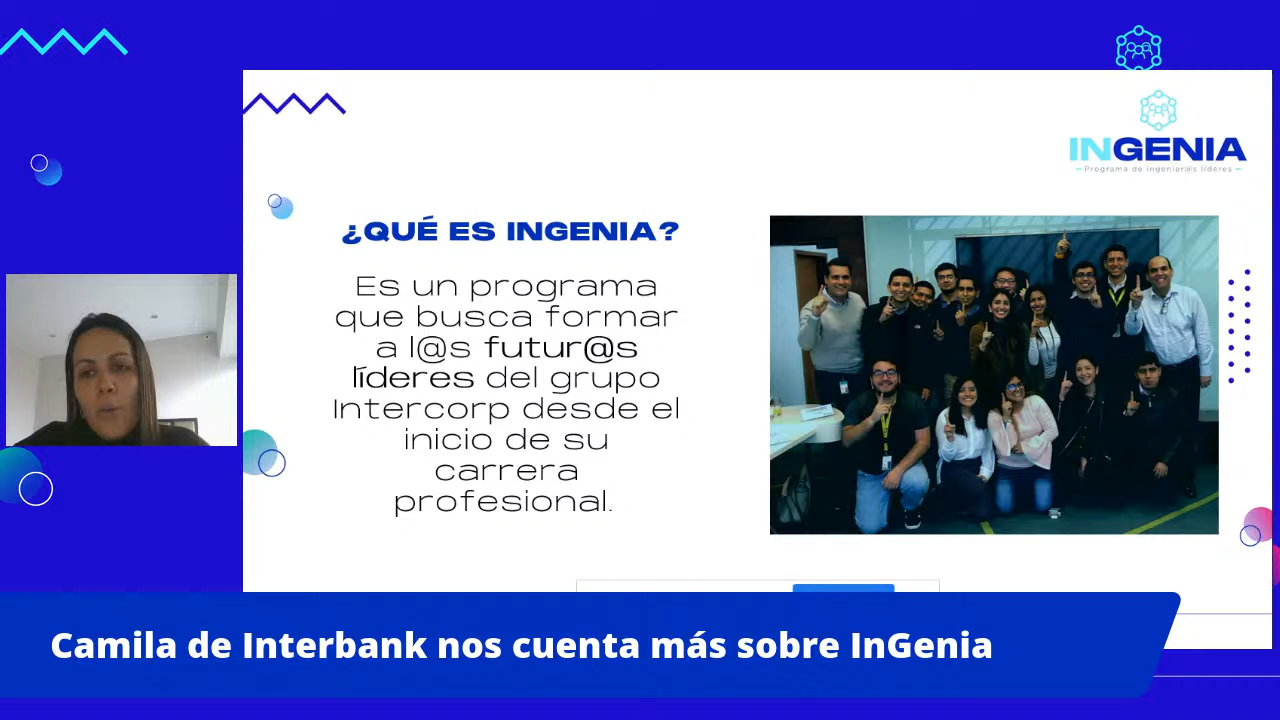 INGENIA
Programa de ingenier@s líderes
¿QUÉ ES INGENIA?
Es un programa
que busca formar
a l@s futur@s
líderes del grupo
Intercorp desde el
inicio de su
carrera
profesional.
Camila de Interbank nos cuenta más sobre InGenia